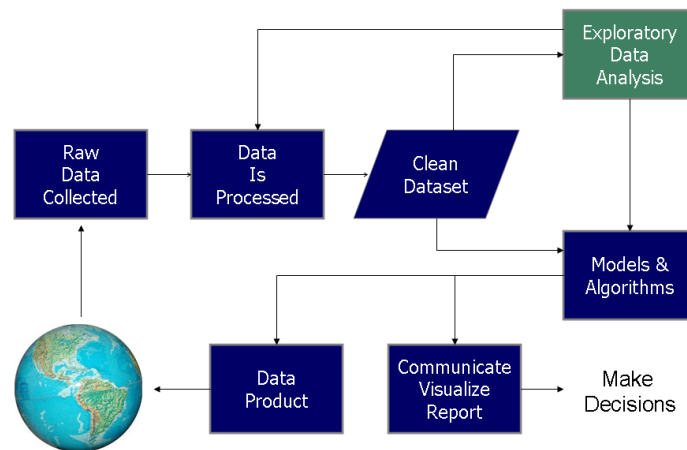 Exploratory
Data
Analysis
Raw
Data
Collected
Data
Is
Processed
Clean
Dataset
Models &
Algorithms
Data
Product
Communicate
Visualize
Report
Make
Decisions